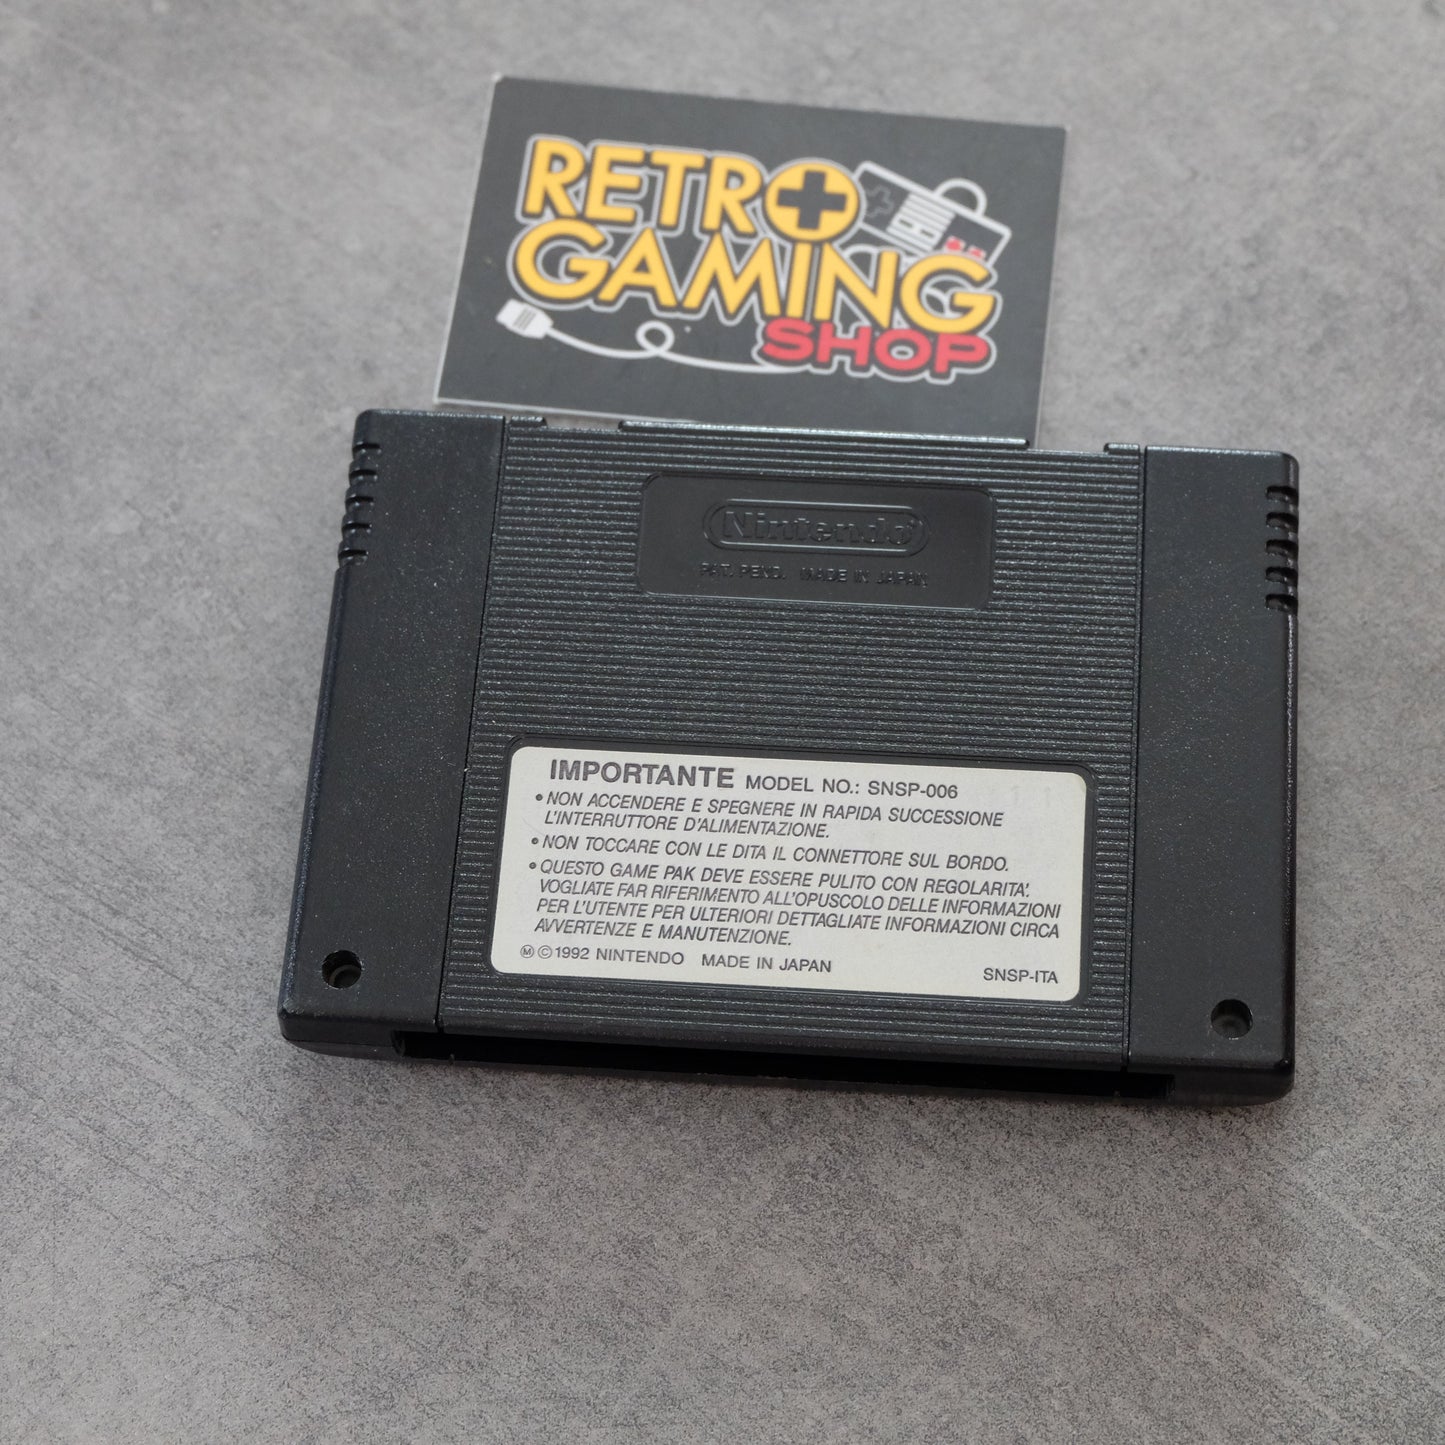 RETRO
GAMING
SHOP
Nintendo®
PAT. PEND. MADE IN JAPAN
IMPORTANTE MODEL NO.: SNSP-006
• NON ACCENDERE E SPEGNERE IN RAPIDA SUCCESSIONE
L'INTERRUTTORE D'ALIMENTAZIONE.
• NON TOCCARE CON LE DITA IL CONNETTORE SUL BORDO.
• QUESTO GAME PAK DEVE ESSERE PULITO CON REGOLARITA'.
VOGLIATE FAR RIFERIMENTO ALL'OPUSCOLO DELLE INFORMAZIONI
PER L'UTENTE PER ULTERIORI DETTAGLIATE INFORMAZIONI CIRCA
AVVERTENZE E MANUTENZIONE.
Ⓜ ©1992 NINTENDO MADE IN JAPAN
SNSP-ITA